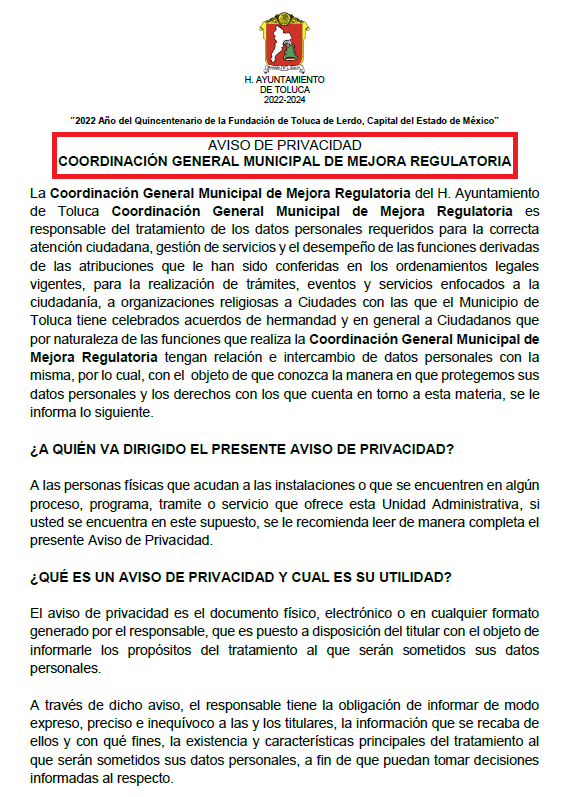 H. AYUNTAMIENTO
DE TOLUCA
2022-2024
"2022 Año del Quincentenario de la Fundación de Toluca de Lerdo, Capital del Estado de México"
AVISO DE PRIVACIDAD
COORDINACIÓN GENERAL MUNICIPAL DE MEJORA REGULATORIA
La Coordinación General Municipal de Mejora Regulatoria del H. Ayuntamiento
de Toluca Coordinación General Municipal de Mejora Regulatoria es
responsable del tratamiento de los datos personales requeridos para la correcta
atención ciudadana, gestión de servicios y el desempeño de las funciones derivadas
de las atribuciones que le han sido conferidas en los ordenamientos legales
vigentes, para la realización de trámites, eventos y servicios enfocados a la
ciudadanía, a organizaciones religiosas a Ciudades con las que el Municipio de
Toluca tiene celebrados acuerdos de hermandad y en general a Ciudadanos que
por naturaleza de las funciones que realiza la Coordinación General Municipal de
Mejora Regulatoria tengan relación e intercambio de datos personales con la
misma, por lo cual, con el objeto de que conozca la manera en que protegemos sus
datos personales y los derechos con los que cuenta en torno a esta materia, se le
informa lo siguiente.
¿A QUIÉN VA DIRIGIDO EL PRESENTE AVISO DE PRIVACIDAD?
A las personas físicas que acudan a las instalaciones o que se encuentren en algún
proceso, programa, tramite o servicio que ofrece esta Unidad Administrativa, si
usted se encuentra en este supuesto, se le recomienda leer de manera completa el
presente Aviso de Privacidad.
¿QUÉ ES UN AVISO DE PRIVACIDAD Y CUAL ES SU UTILIDAD?
El aviso de privacidad es el documento físico, electrónico o en cualquier formato
generado por el responsable, que es puesto a disposición del titular con el objeto de
informarle los propósitos del tratamiento al que serán sometidos sus datos
personales.
A través de dicho aviso, el responsable tiene la obligación de informar de modo
expreso, preciso e inequívoco a las y los titulares, la información que se recaba de
ellos y con qué fines, la existencia y características principales del tratamiento al
que serán sometidos sus datos personales, a fin de que puedan tomar decisiones
informadas al respecto.